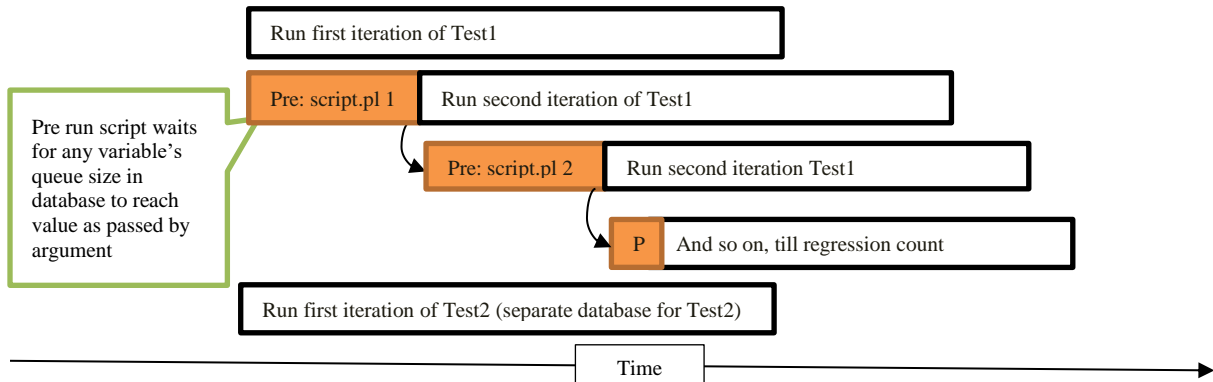 Run first iteration of Test1
Pre: script.pl 1
Run second iteration of Test1
Pre run script waits
for any variable's
queue size in
database to reach
value as passed by
argument
Pre: script.pl 2
Run second iteration Test1
P
And so on, till regression count
Run first iteration of Test2 (separate database for Test2)
Time